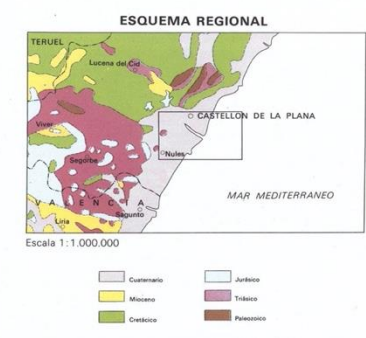 ESQUEMA REGIONAL
TERUEL
Lucena del Cid
CASTELLON DE LA PLANA
Viver
Nules
Segorbe
MAR MEDITERRANEO
VALENCIA
Sagunto
Liria
Escala 1:1.000.000
Cuaternario
Jurásico
Mioceno
Triásico
Cretácico
Paleozoico